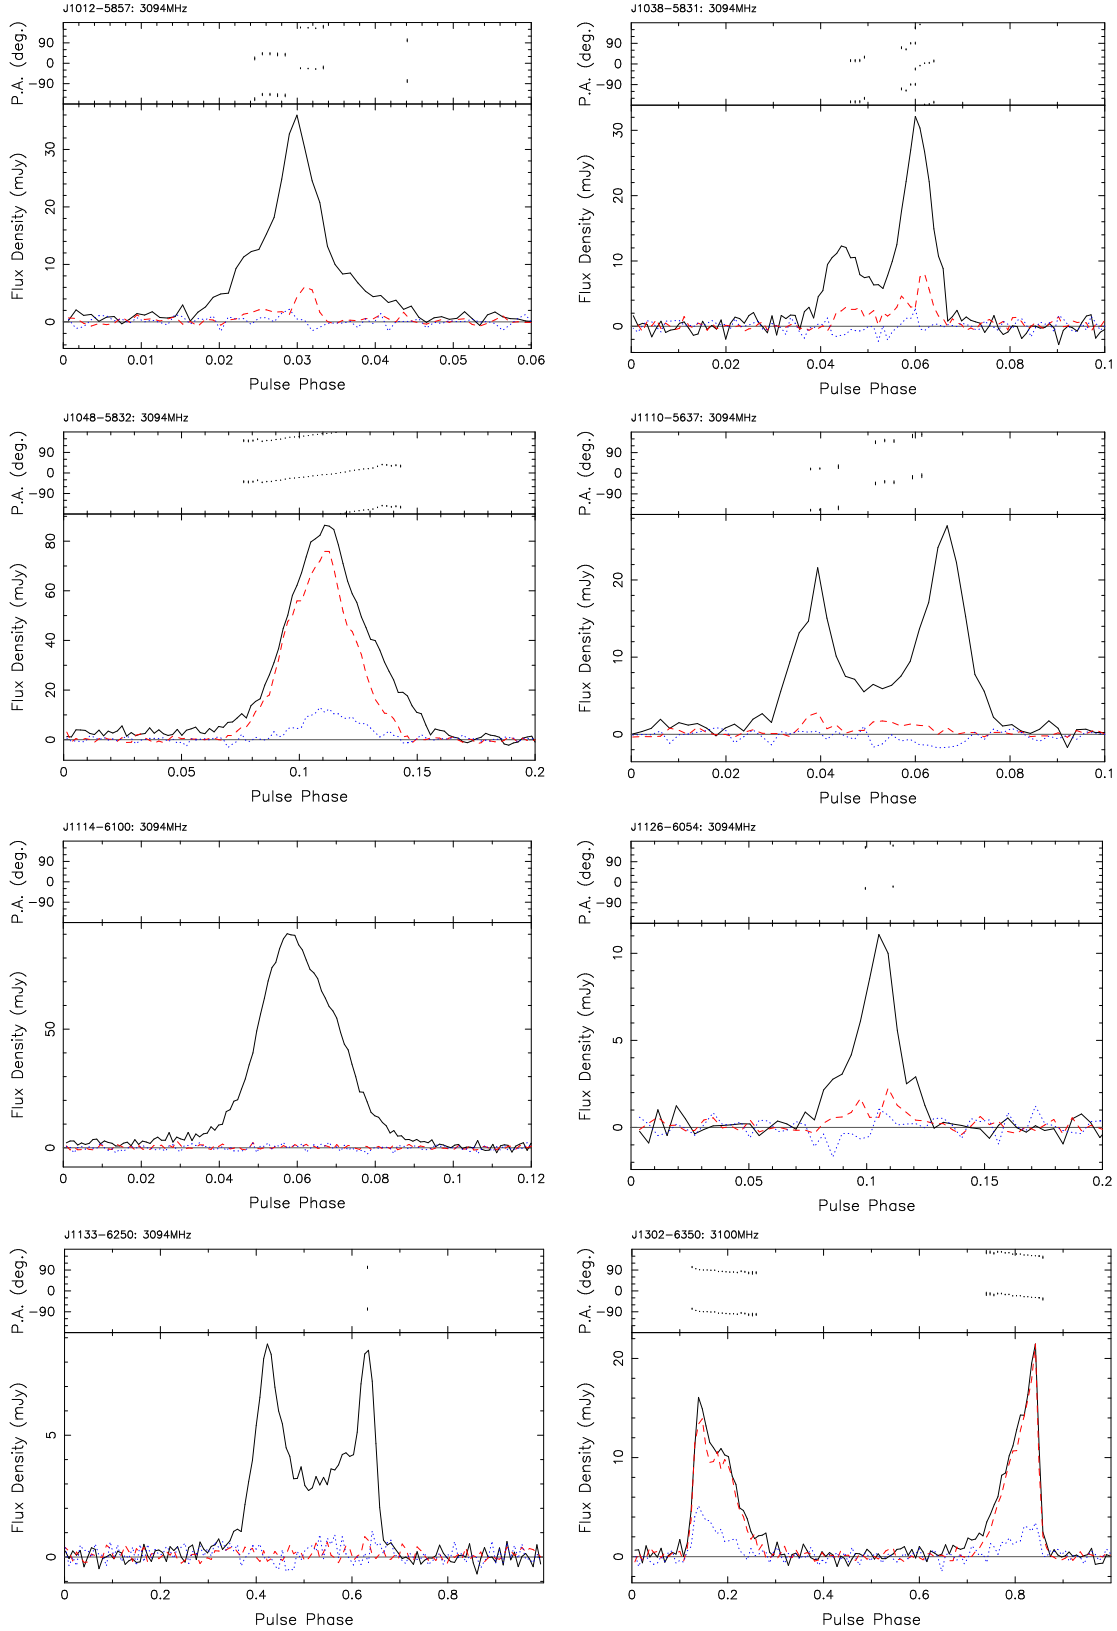 J1012−5857: 3094MHz
P.A. (deg.)
90
0
−90
Flux Density (mJy)
30
20
10
0
0 0.01 0.02 0.03 0.04 0.05 0.06
Pulse Phase
J1038−5831: 3094MHz
P.A. (deg.)
90
0
−90
Flux Density (mJy)
30
20
10
0
0 0.02 0.04 0.06 0.08 0.1
Pulse Phase
J1048−5832: 3094MHz
P.A. (deg.)
90
0
−90
Flux Density (mJy)
80
60
40
20
0
0 0.05 0.1 0.15 0.2
Pulse Phase
J1110−5637: 3094MHz
P.A. (deg.)
90
0
−90
Flux Density (mJy)
20
10
0
0 0.02 0.04 0.06 0.08 0.1
Pulse Phase
J1114−6100: 3094MHz
P.A. (deg.)
90
0
−90
Flux Density (mJy)
50
0
0 0.02 0.04 0.06 0.08 0.1 0.12
Pulse Phase
J1126−6054: 3094MHz
P.A. (deg.)
90
0
−90
Flux Density (mJy)
10
5
0
0 0.05 0.1 0.15 0.2
Pulse Phase
J1133−6250: 3094MHz
P.A. (deg.)
90
0
−90
Flux Density (mJy)
5
0
0 0.2 0.4 0.6 0.8
Pulse Phase
J1302−6350: 3100MHz
P.A. (deg.)
90
0
−90
Flux Density (mJy)
20
10
0
0 0.2 0.4 0.6 0.8
Pulse Phase